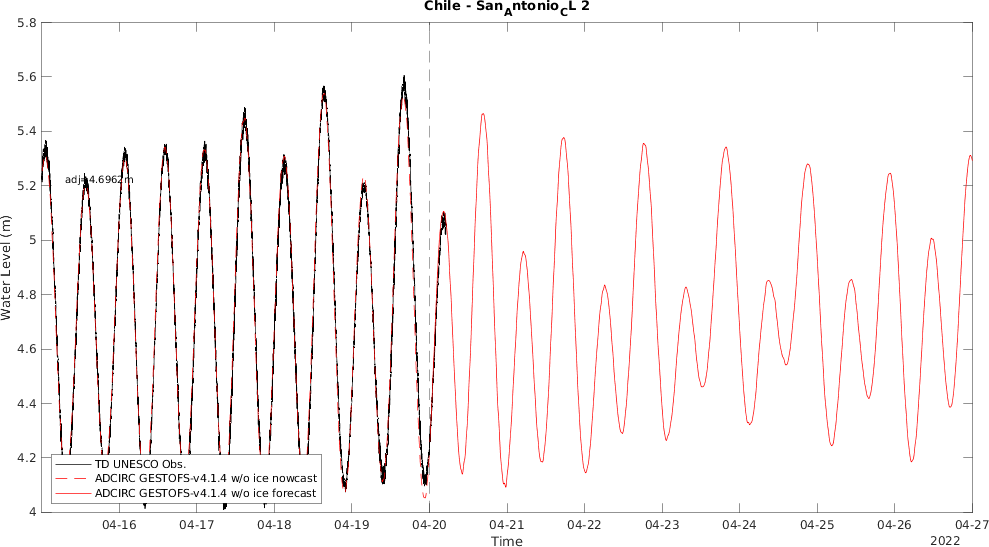 Chile - San_Antonio_CL 2
5.8
5.6
5.4
5.2
5
4.8
4.6
4.4
4.2
4
Water Level (m)
adj=4.6962m
TD UNESCO Obs.
ADCIRC GESTOFS-v4.1.4 w/o ice nowcast
ADCIRC GESTOFS-v4.1.4 w/o ice forecast
04-16 04-17 04-18 04-19 04-20 04-21 04-22 04-23 04-24 04-25 04-26 04-27
Time
2022